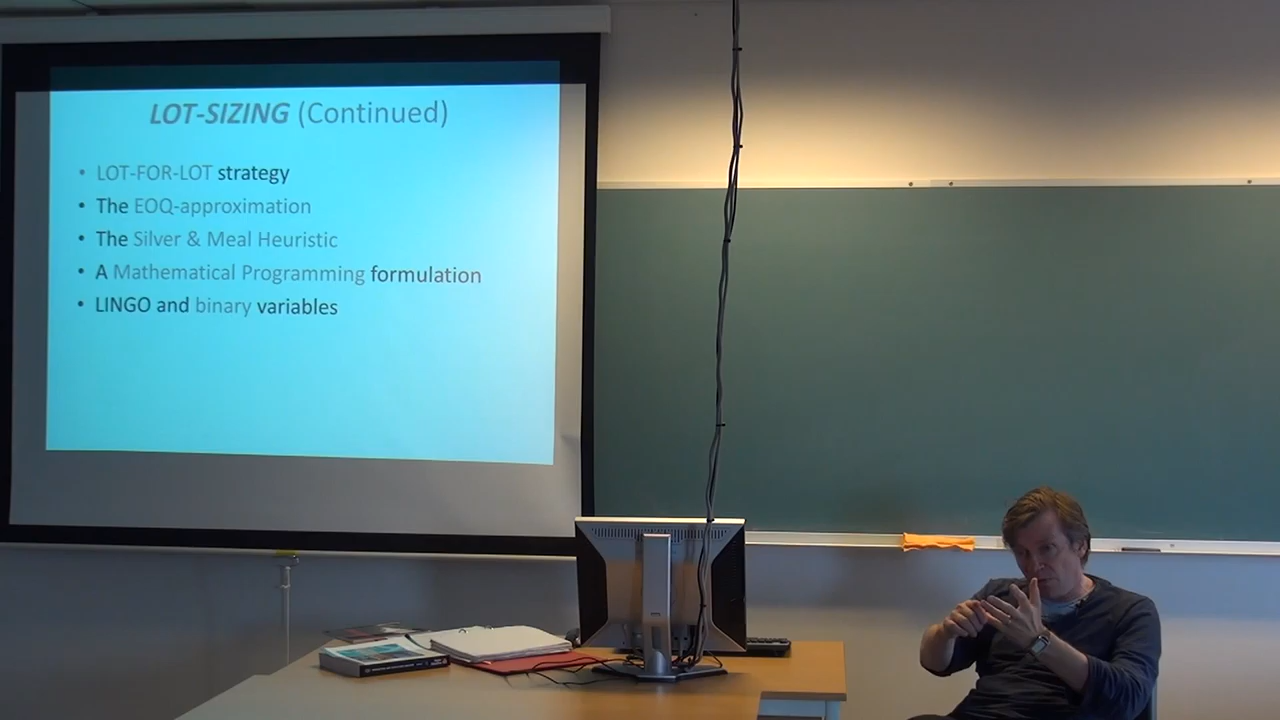 LOT-SIZING (Continued)
• LOT-FOR-LOT strategy
• The EOQ-approximation
• The Silver & Meal Heuristic
• A Mathematical Programming formulation
• LINGO and binary variables